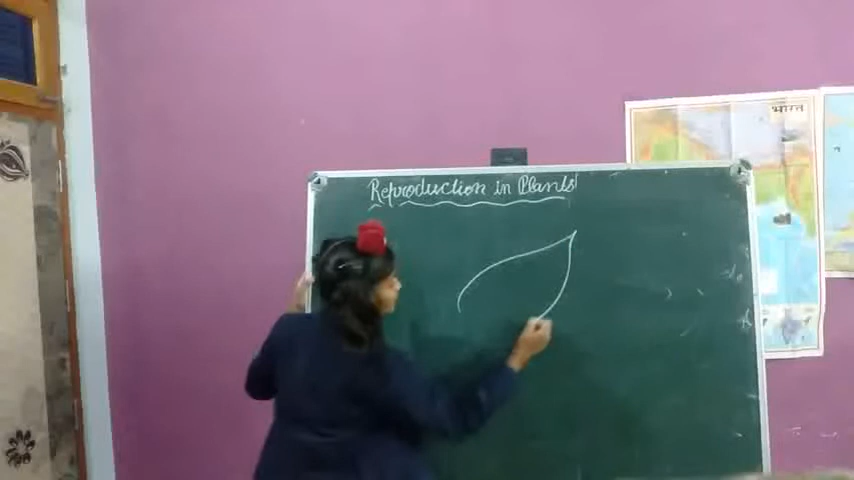 Reproduction in Plants
भारत